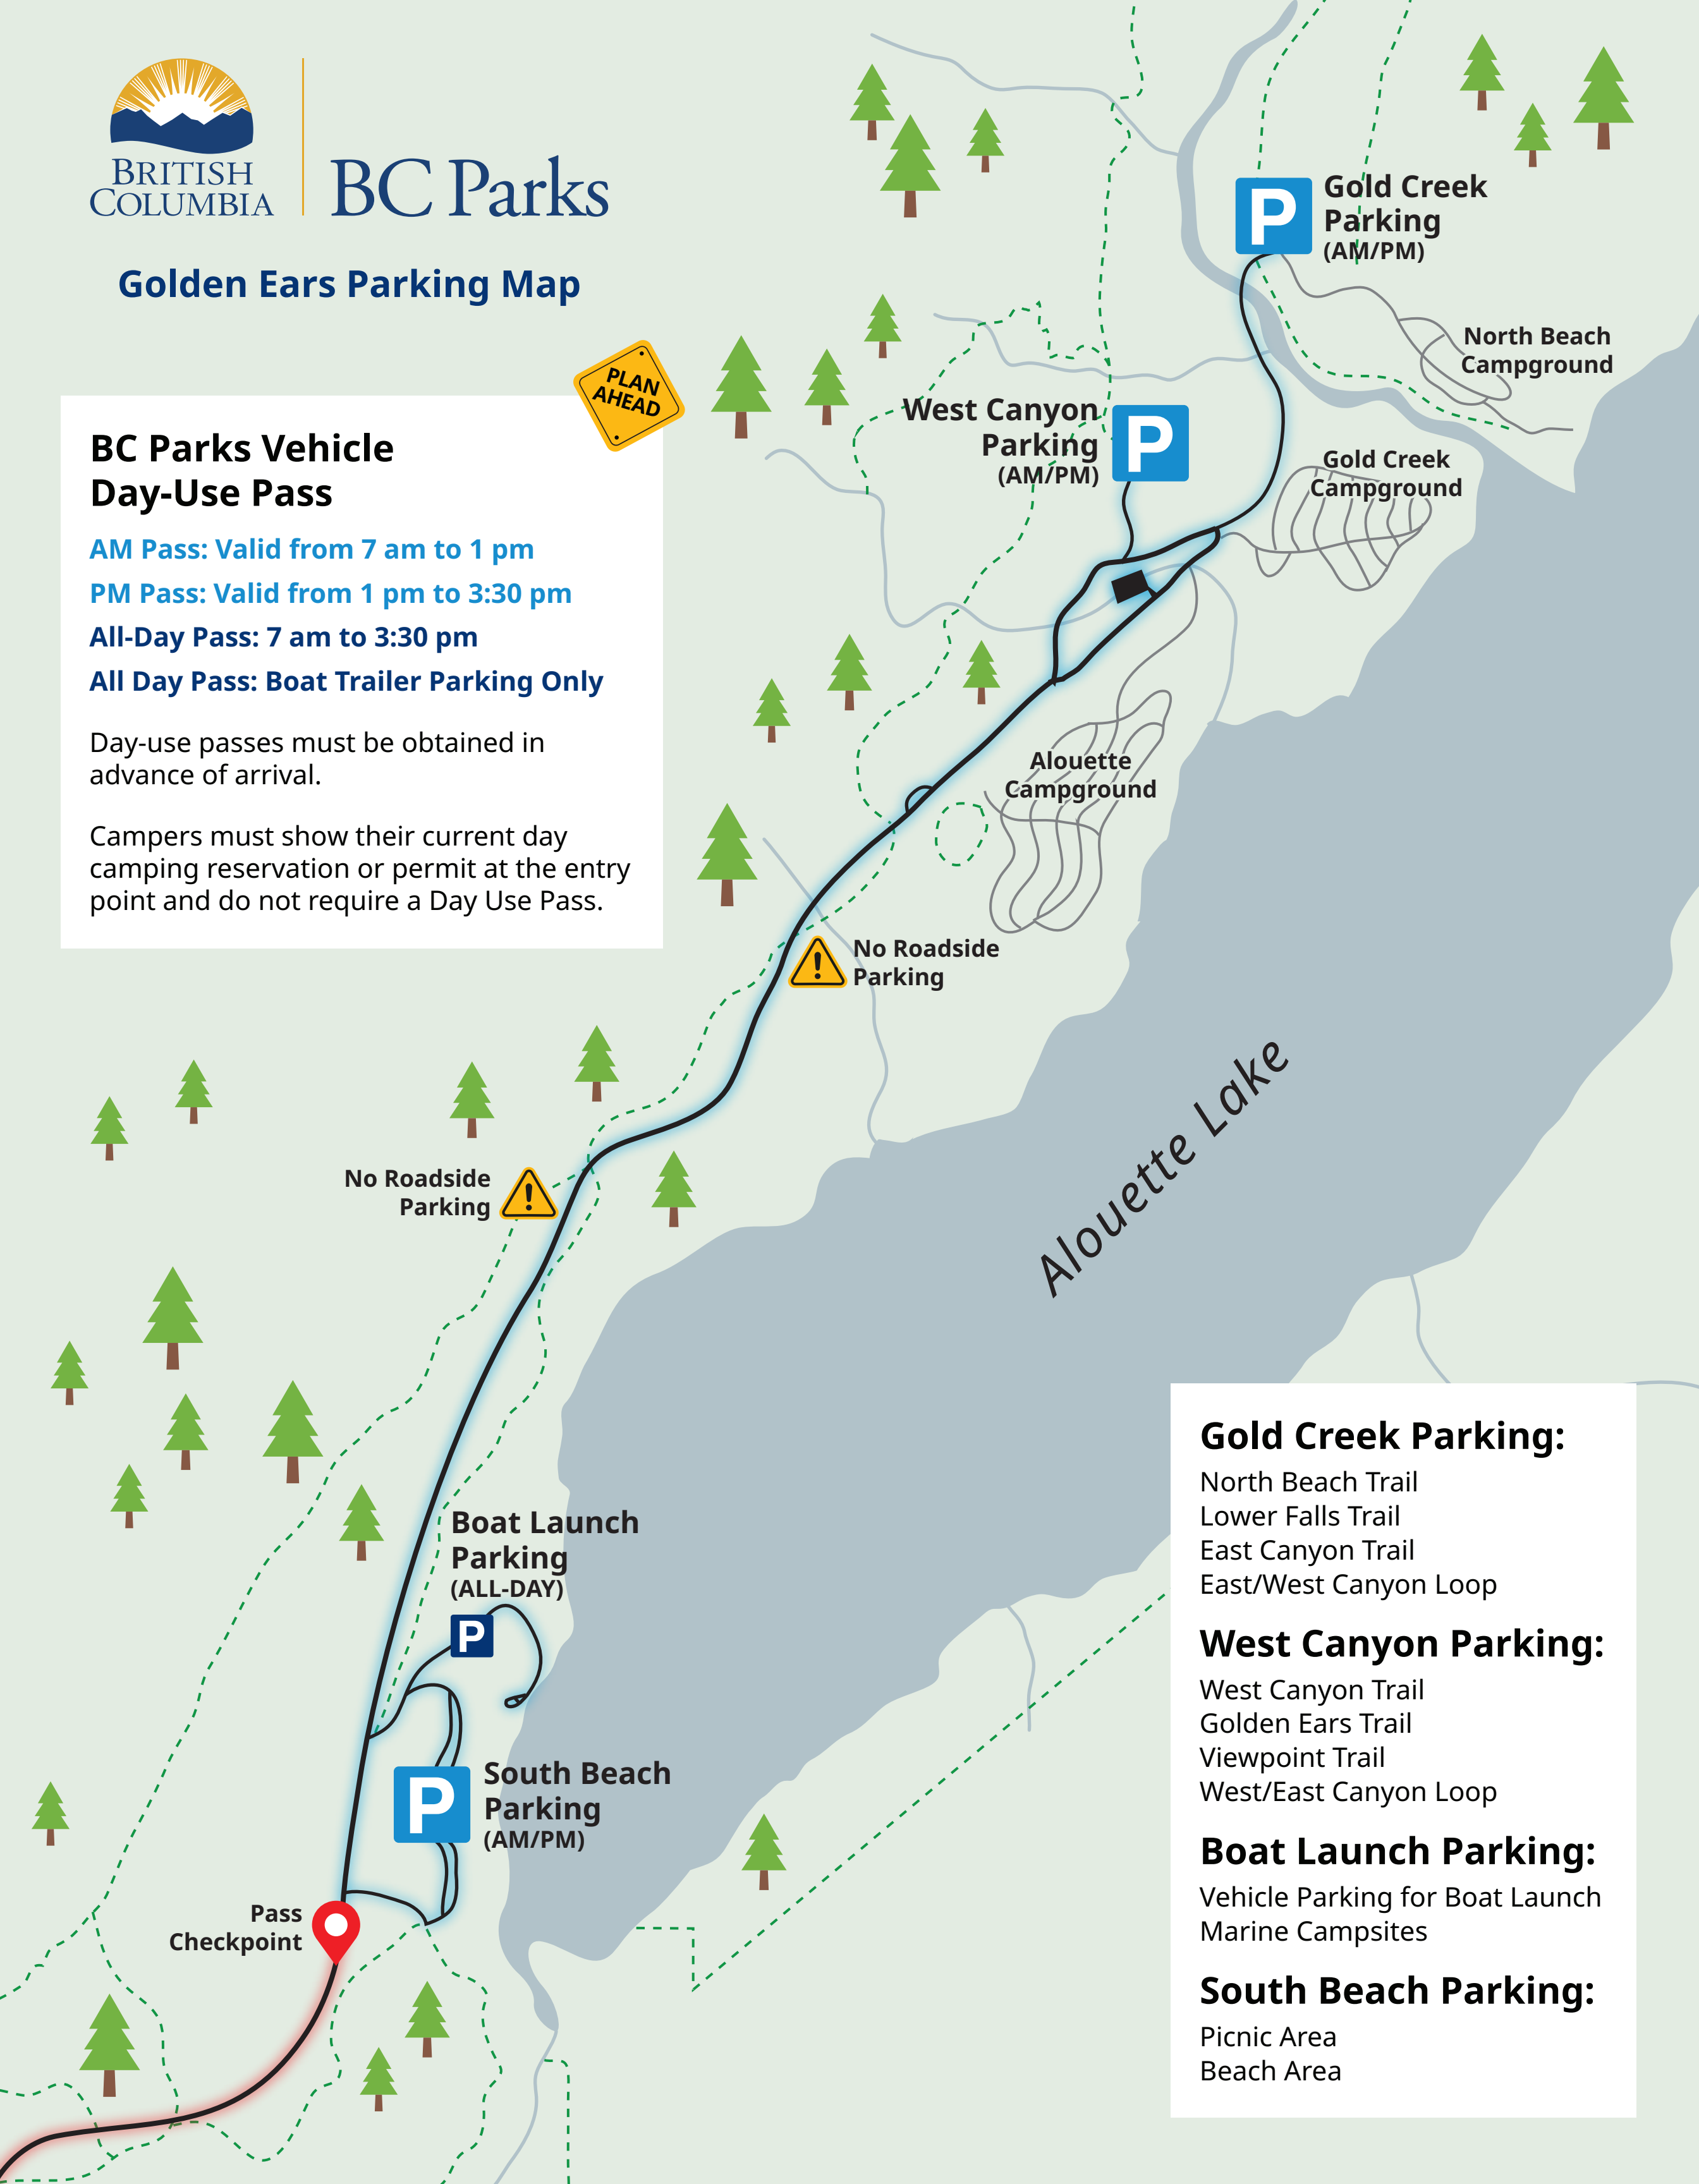 BRITISH
COLUMBIA
BC Parks
Golden Ears Parking Map
PLAN
AHEAD
BC Parks Vehicle
Day-Use Pass
AM Pass: Valid from 7 am to 1 pm
PM Pass: Valid from 1 pm to 3:30 pm
All-Day Pass: 7 am to 3:30 pm
All Day Pass: Boat Trailer Parking Only
Day-use passes must be obtained in
advance of arrival.
Campers must show their current day
camping reservation or permit at the entry
point and do not require a Day Use Pass.
P
Gold Creek
Parking
(AM/PM)
North Beach
Campground
West Canyon
Parking
(AM/PM)
P
Gold Creek
Campground
Alouette
Campground
No Roadside
Parking
No Roadside
Parking
Alouette Lake
Boat Launch
Parking
(ALL-DAY)
P
P
South Beach
Parking
(AM/PM)
Pass
Checkpoint
Gold Creek Parking:
North Beach Trail
Lower Falls Trail
East Canyon Trail
East/West Canyon Loop
West Canyon Parking:
West Canyon Trail
Golden Ears Trail
Viewpoint Trail
West/East Canyon Loop
Boat Launch Parking:
Vehicle Parking for Boat Launch
Marine Campsites
South Beach Parking:
Picnic Area
Beach Area